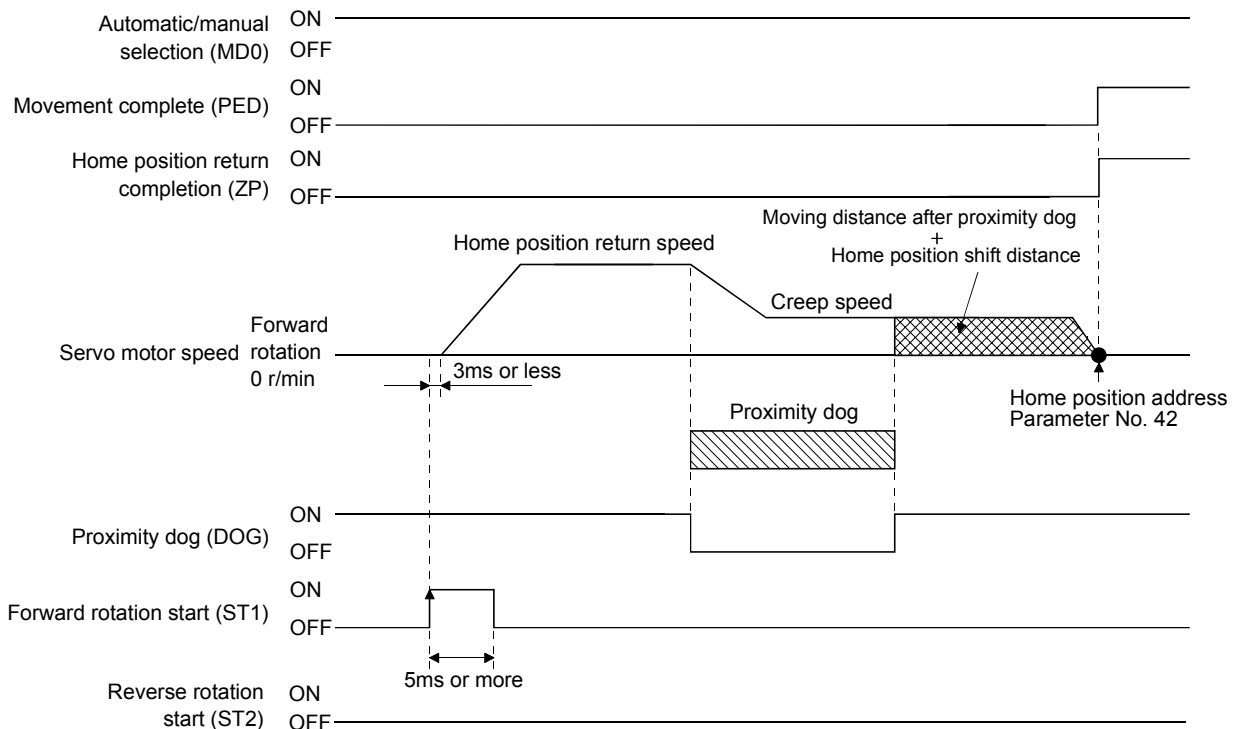 Automatic/manual
selection (MD0)
ON
OFF
Movement complete (PED)
ON
OFF
Home position return
completion (ZP)
ON
OFF
Moving distance after proximity dog
+
Home position shift distance
Home position return speed
Creep speed
Servo motor speed
Forward
rotation
0 r/min
3ms or less
Home position address
Parameter No. 42
Proximity dog
Proximity dog (DOG)
ON
OFF
Forward rotation start (ST1)
ON
OFF
5ms or more
Reverse rotation
start (ST2)
ON
OFF